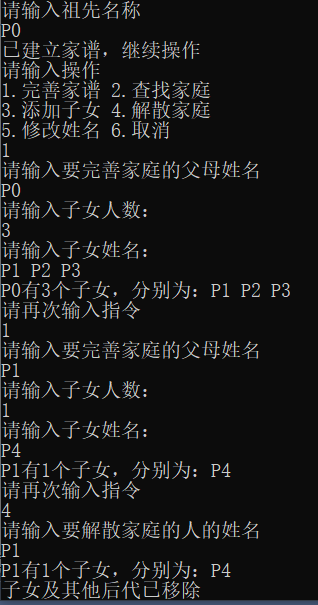 请输入祖先名称
P0
已建立家谱，继续操作
请输入操作
1.完善家谱 2.查找家庭
3.添加子女 4.解散家庭
5.修改姓名 6.取消
1
请输入要完善家庭的父母姓名
P0
请输入子女人数：
3
请输入子女姓名：
P1 P2 P3
P0有3个子女，分别为：P1 P2 P3
请再次输入指令
1
请输入要完善家庭的父母姓名
P1
请输入子女人数：
1
请输入子女姓名：
P4
P1有1个子女，分别为：P4
请再次输入指令
4
请输入要解散家庭的人的姓名
P1
P1有1个子女，分别为：P4
子女及其他后代已移除